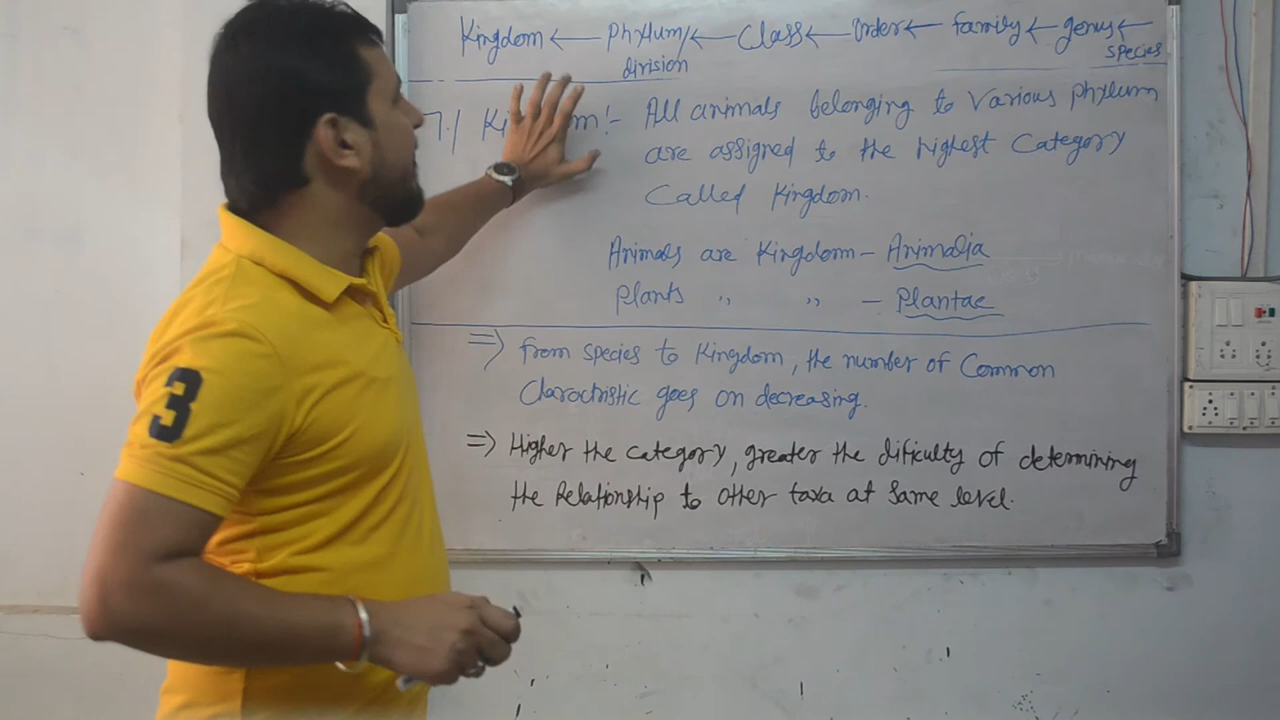 Kingdom ← Phylum/ ← Class ← Order ← family ← genus ←
division species
7./ Ki m !- All animals belonging to various phylum
are assigned to the highest Category
Called Kingdom.
Animals are Kingdom - Animalia
plants ,, ,, - Plantae
⇒ from species to Kingdom, the number of Common
Charactristic goes on decreasing.
⇒ Higher the category, greater the dificulty of determining
the Relationship to other taxa at same level.
3